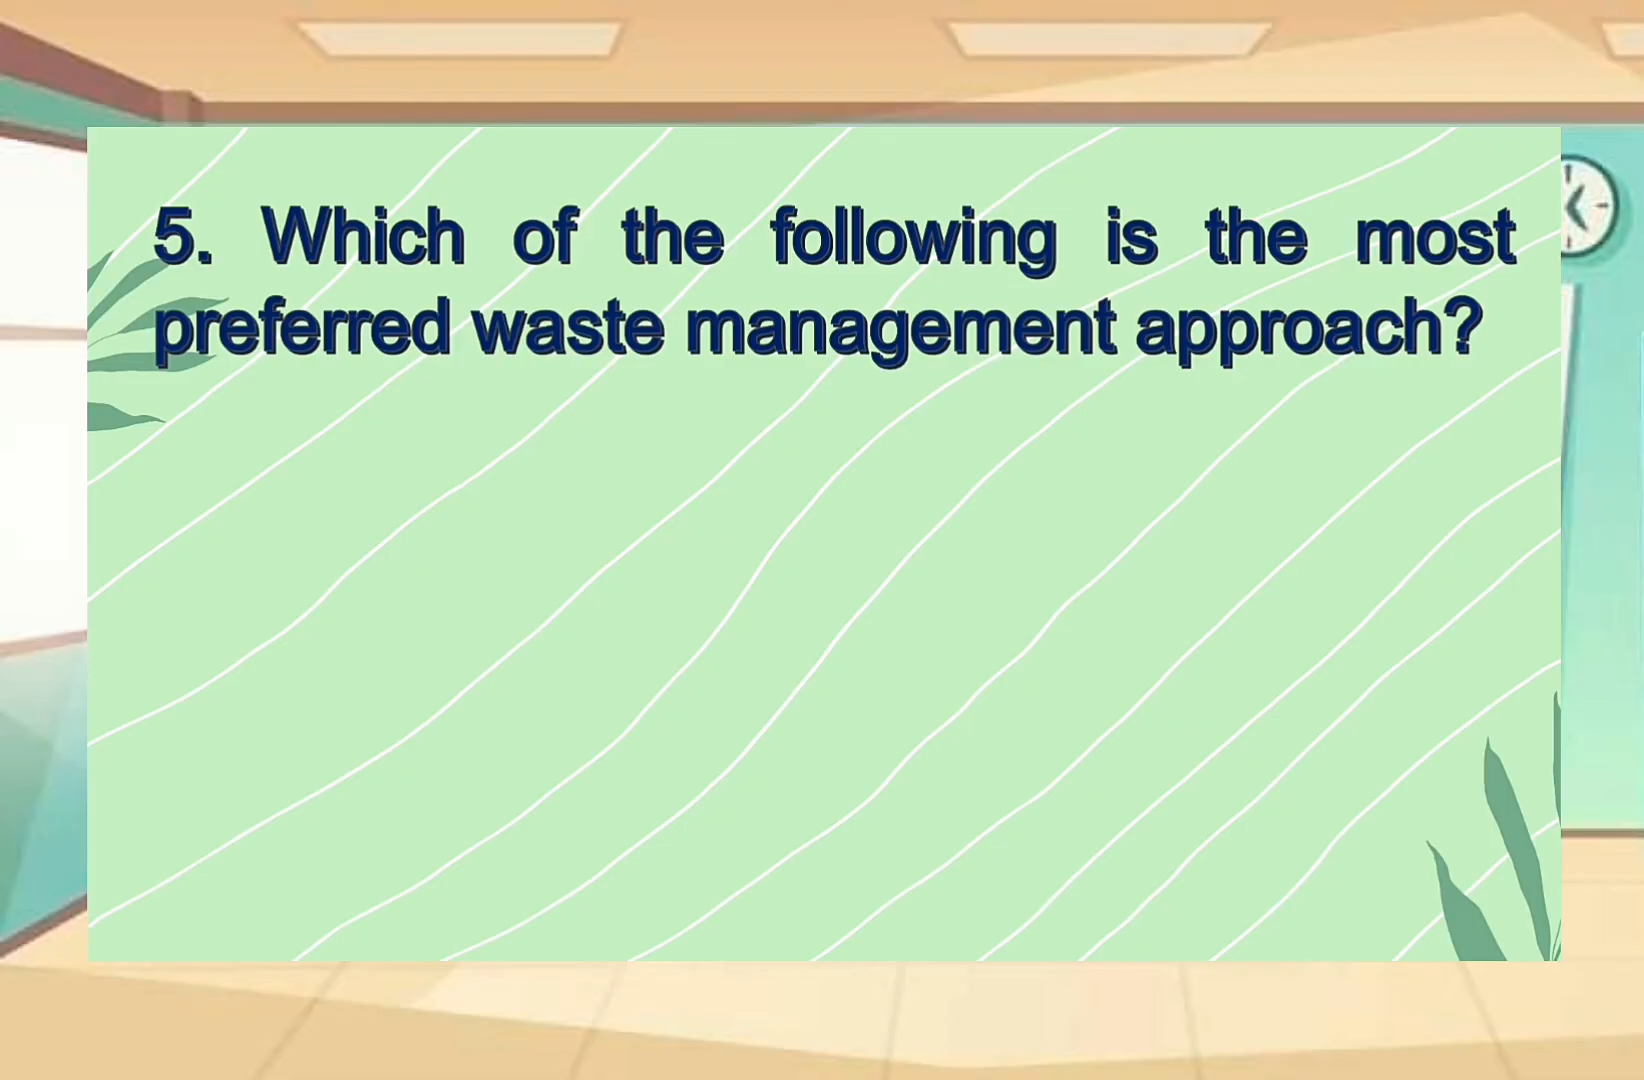 5. Which of the following is the most
preferred waste management approach?